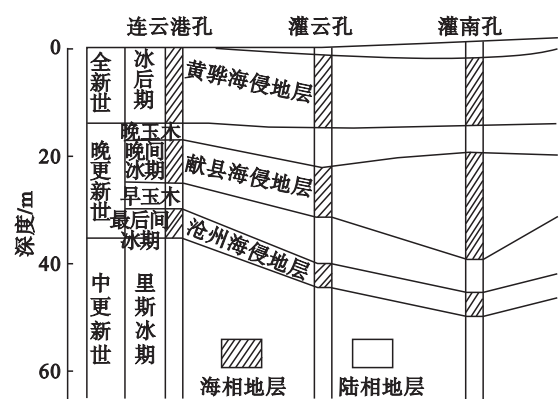 连云港孔 灌云孔 灌南孔
0
20
40
60
深度/m
全新世
晚更新世
中更新世
冰后期
晚玉木
晚间冰期
早玉木
最后间冰期
里斯冰期
黄骅海侵地层
献县海侵地层
沧州海侵地层
海相地层 陆相地层